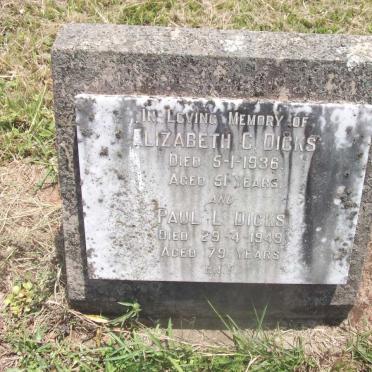 IN LOVING MEMORY OF
ELIZABETH C. DICKS
DIED 5-1-1936
AGED 51 YEARS
AND
PAUL L. DICKS
DIED 29-4-1949
AGED 79 YEARS
R.I.P.